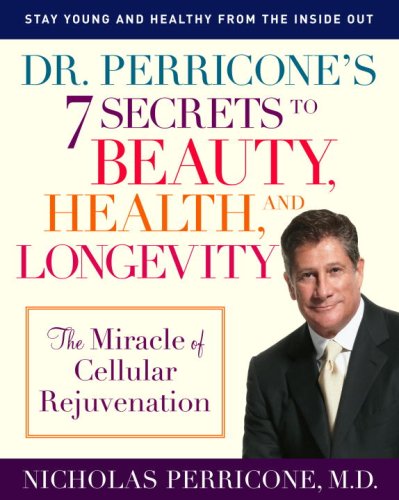 STAY YOUNG AND HEALTHY FROM THE INSIDE OUT
DR. PERRICONE'S
7 SECRETS TO
BEAUTY,
HEALTH, AND
LONGEVITY
The Miracle of
Cellular
Rejuvenation
NICHOLAS PERRICONE, M.D.